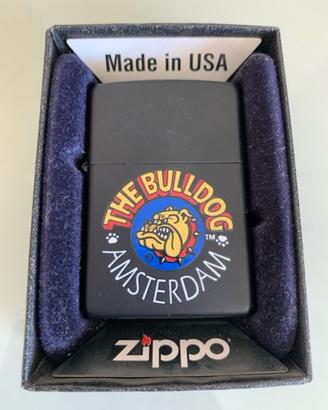 Made in USA
THE BULLDOG
TM
AMSTERDAM
zippo